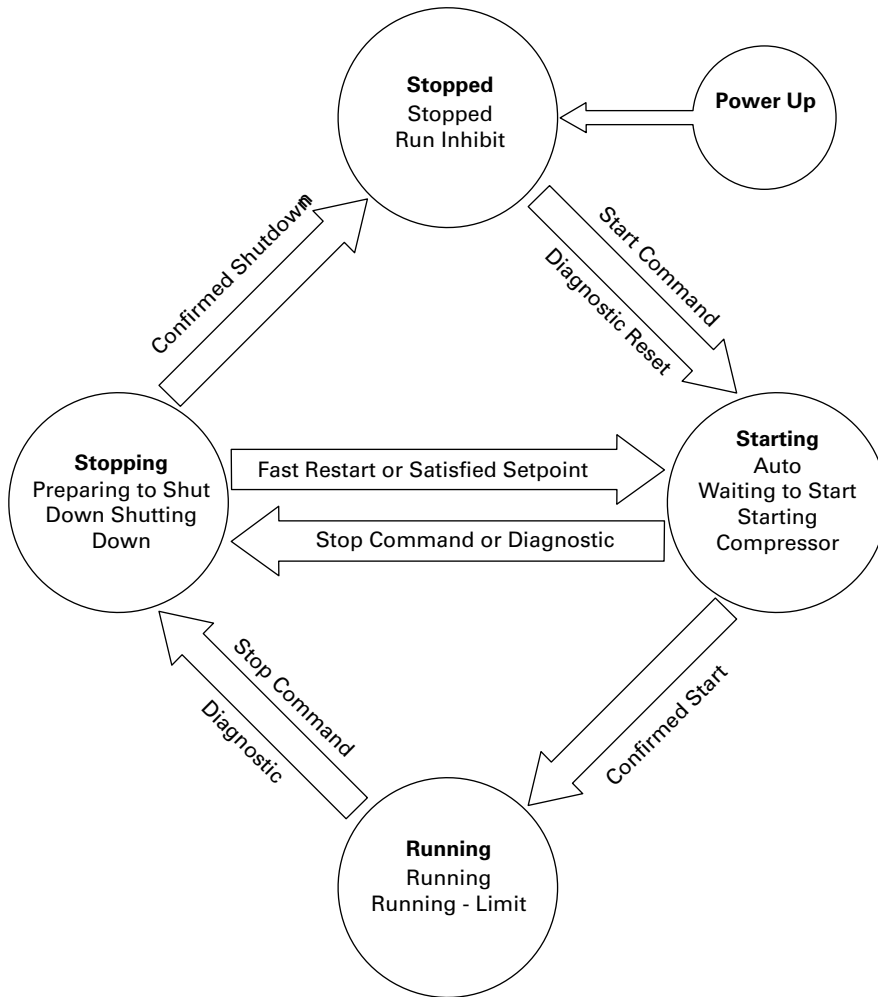 Stopped
Stopped
Run Inhibit
Power Up
Confirmed Shutdown
Start Command
Diagnostic Reset
Stopping
Preparing to Shut
Down Shutting
Down
Fast Restart or Satisfied Setpoint
Stop Command or Diagnostic
Starting
Auto
Waiting to Start
Starting
Compressor
Stop Command
Diagnostic
Confirmed Start
Running
Running
Running - Limit